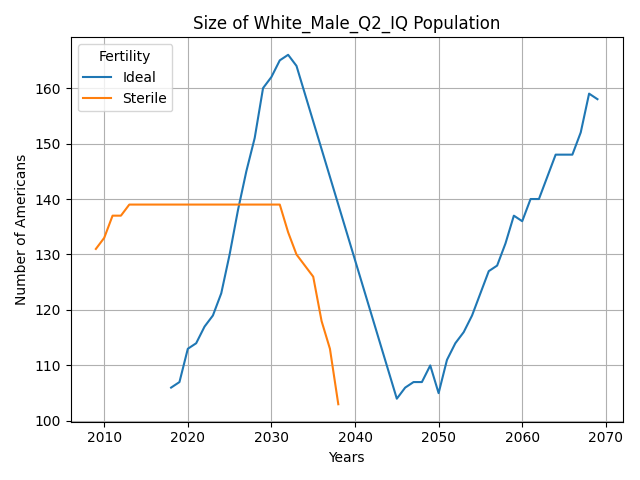 Size of White_Male_Q2_IQ Population
Fertility
Ideal
Sterile
Number of Americans
160
150
140
130
120
110
100
2010 2020 2030 2040 2050 2060 2070
Years